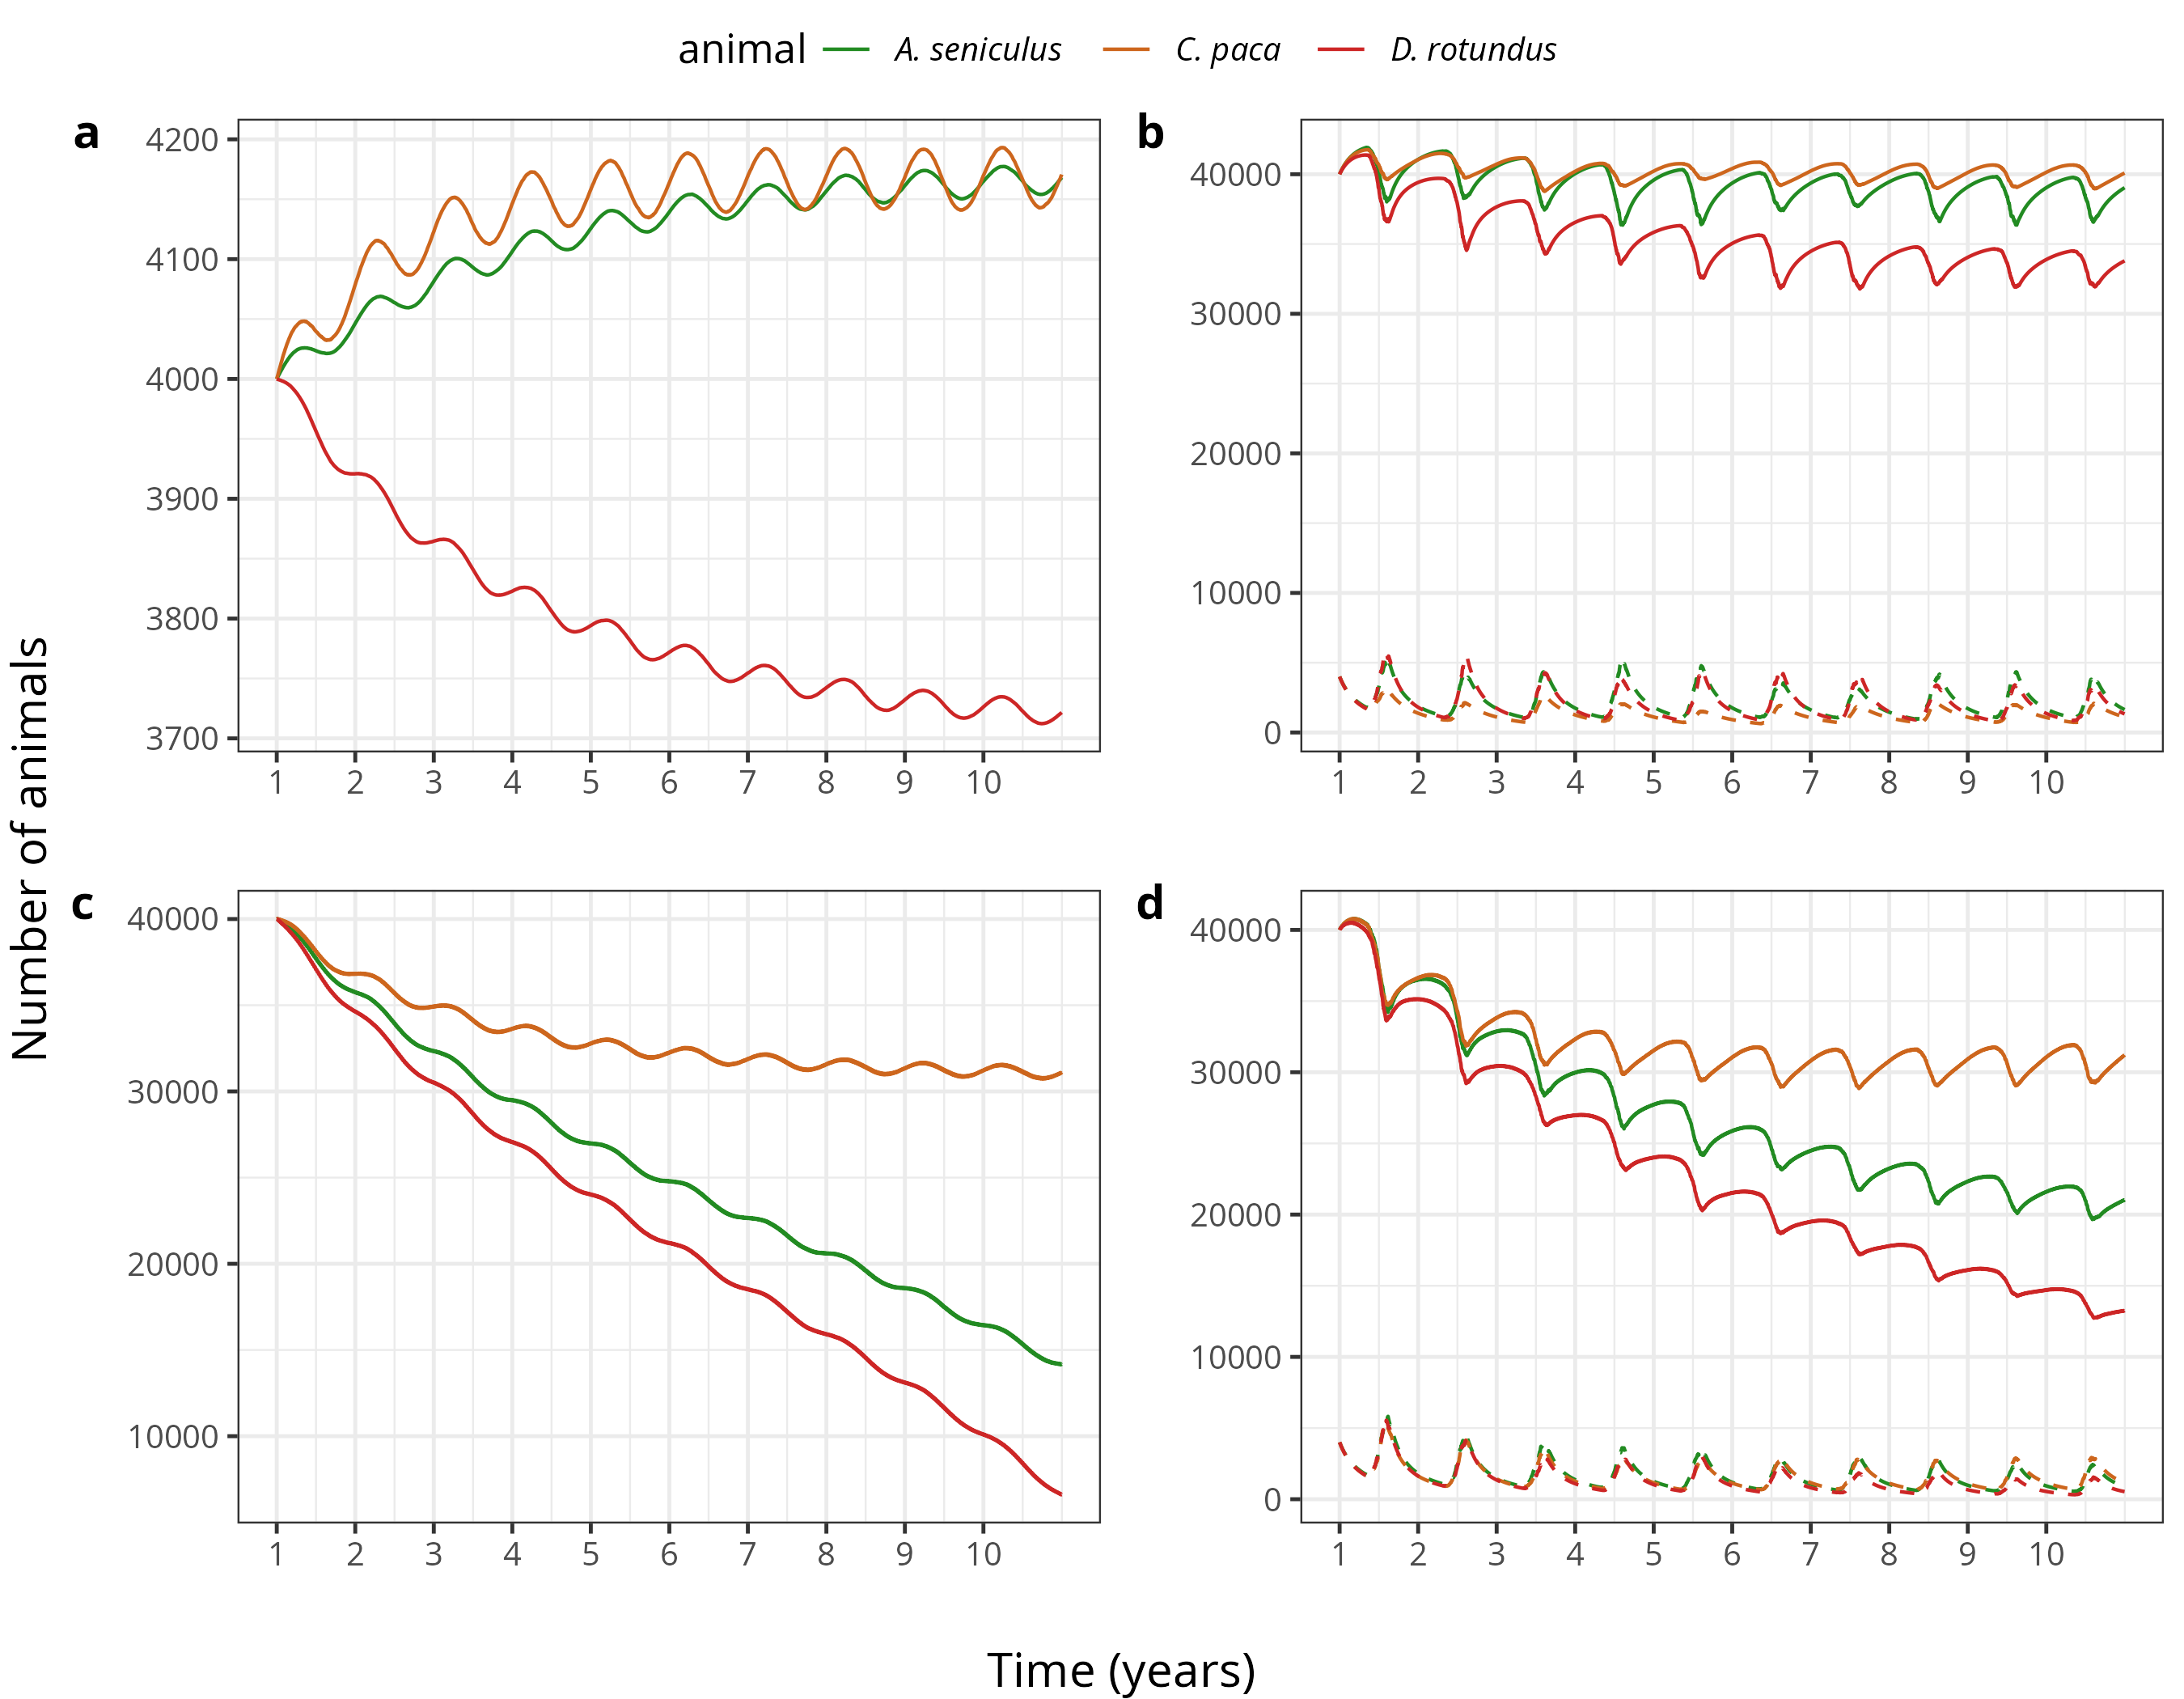 animal A. seniculus C. paca D. rotundus
a
4200
4100
4000
3900
3800
3700
1 2 3 4 5 6 7 8 9 10
b
40000
30000
20000
10000
0
1 2 3 4 5 6 7 8 9 10
Number of animals
c
40000
30000
20000
10000
1 2 3 4 5 6 7 8 9 10
d
40000
30000
20000
10000
0
1 2 3 4 5 6 7 8 9 10
Time (years)